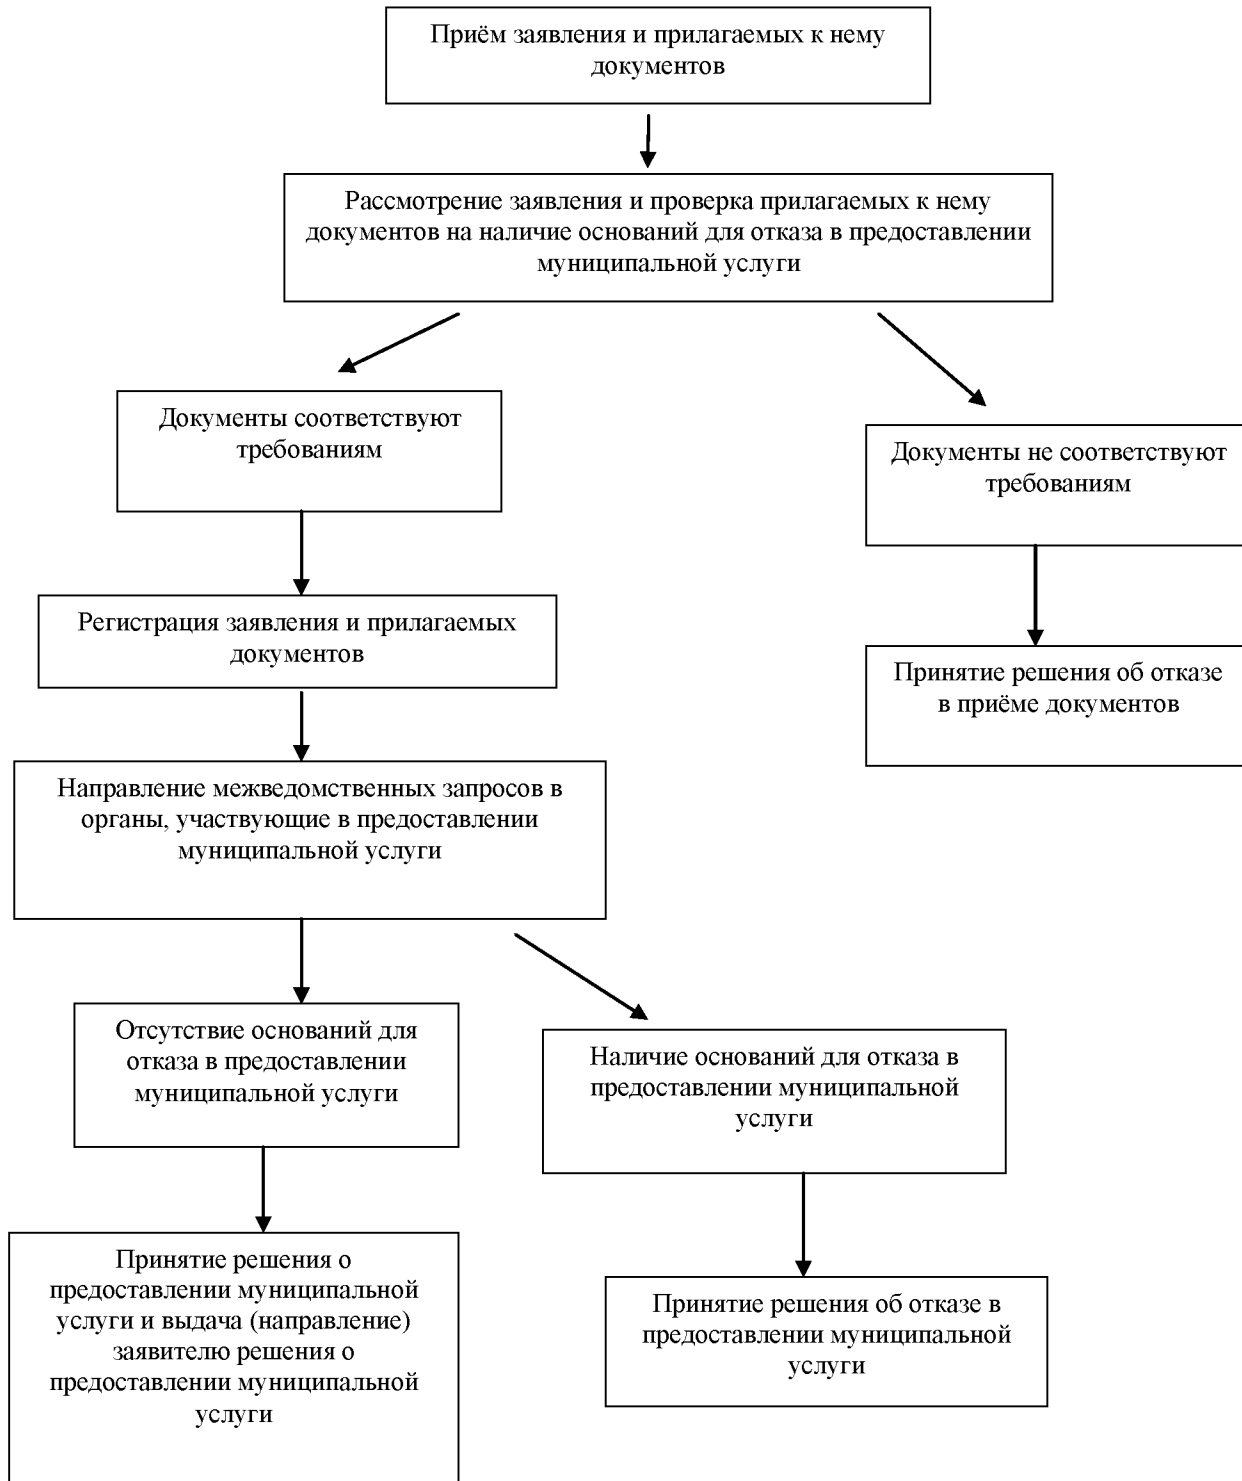 Приём заявления и прилагаемых к нему
документов
Рассмотрение заявления и проверка прилагаемых к нему
документов на наличие оснований для отказа в предоставлении
муниципальной услуги
Документы соответствуют
требованиям
Документы не соответствуют
требованиям
Регистрация заявления и прилагаемых
документов
Принятие решения об отказе
в приёме документов
Направление межведомственных запросов в
органы, участвующие в предоставлении
муниципальной услуги
Отсутствие оснований для
отказа в предоставлении
муниципальной услуги
Наличие оснований для отказа в
предоставлении муниципальной
услуги
Принятие решения о
предоставлении муниципальной
услуги и выдача (направление)
заявителю решения о
предоставлении муниципальной
услуги
Принятие решения об отказе в
предоставлении муниципальной
услуги